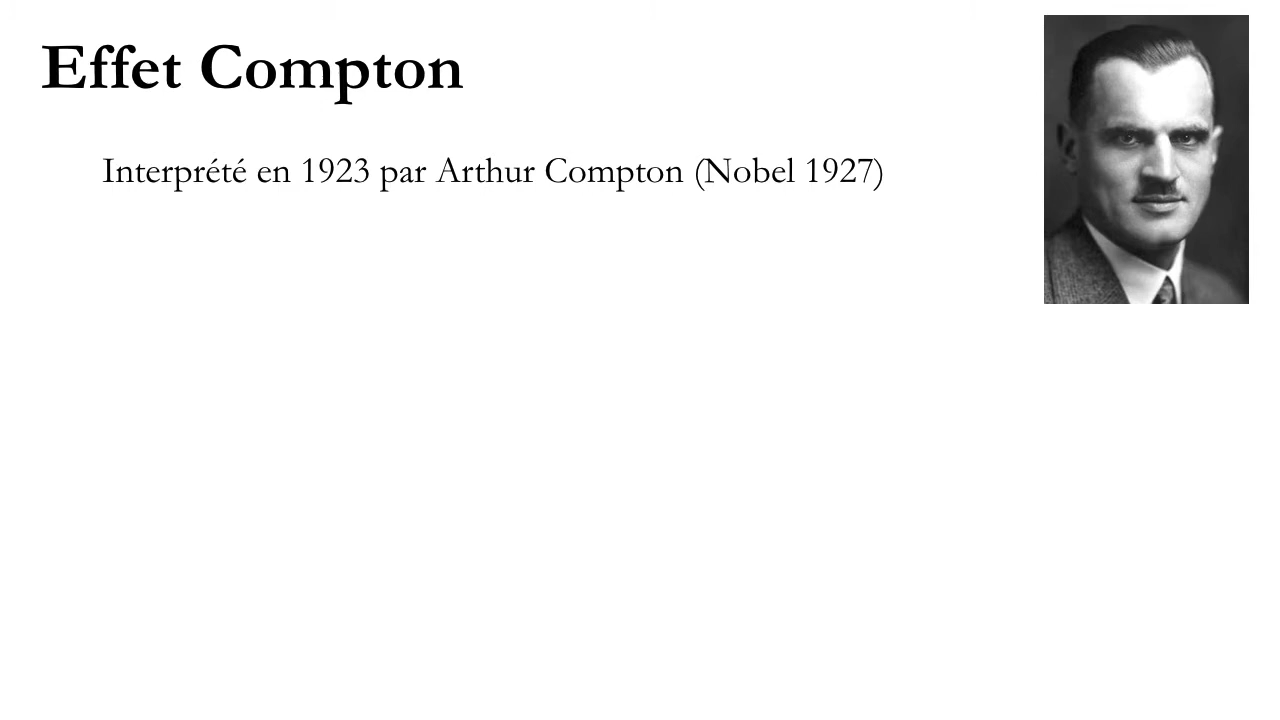 Effet Compton
Interprété en 1923 par Arthur Compton (Nobel 1927)